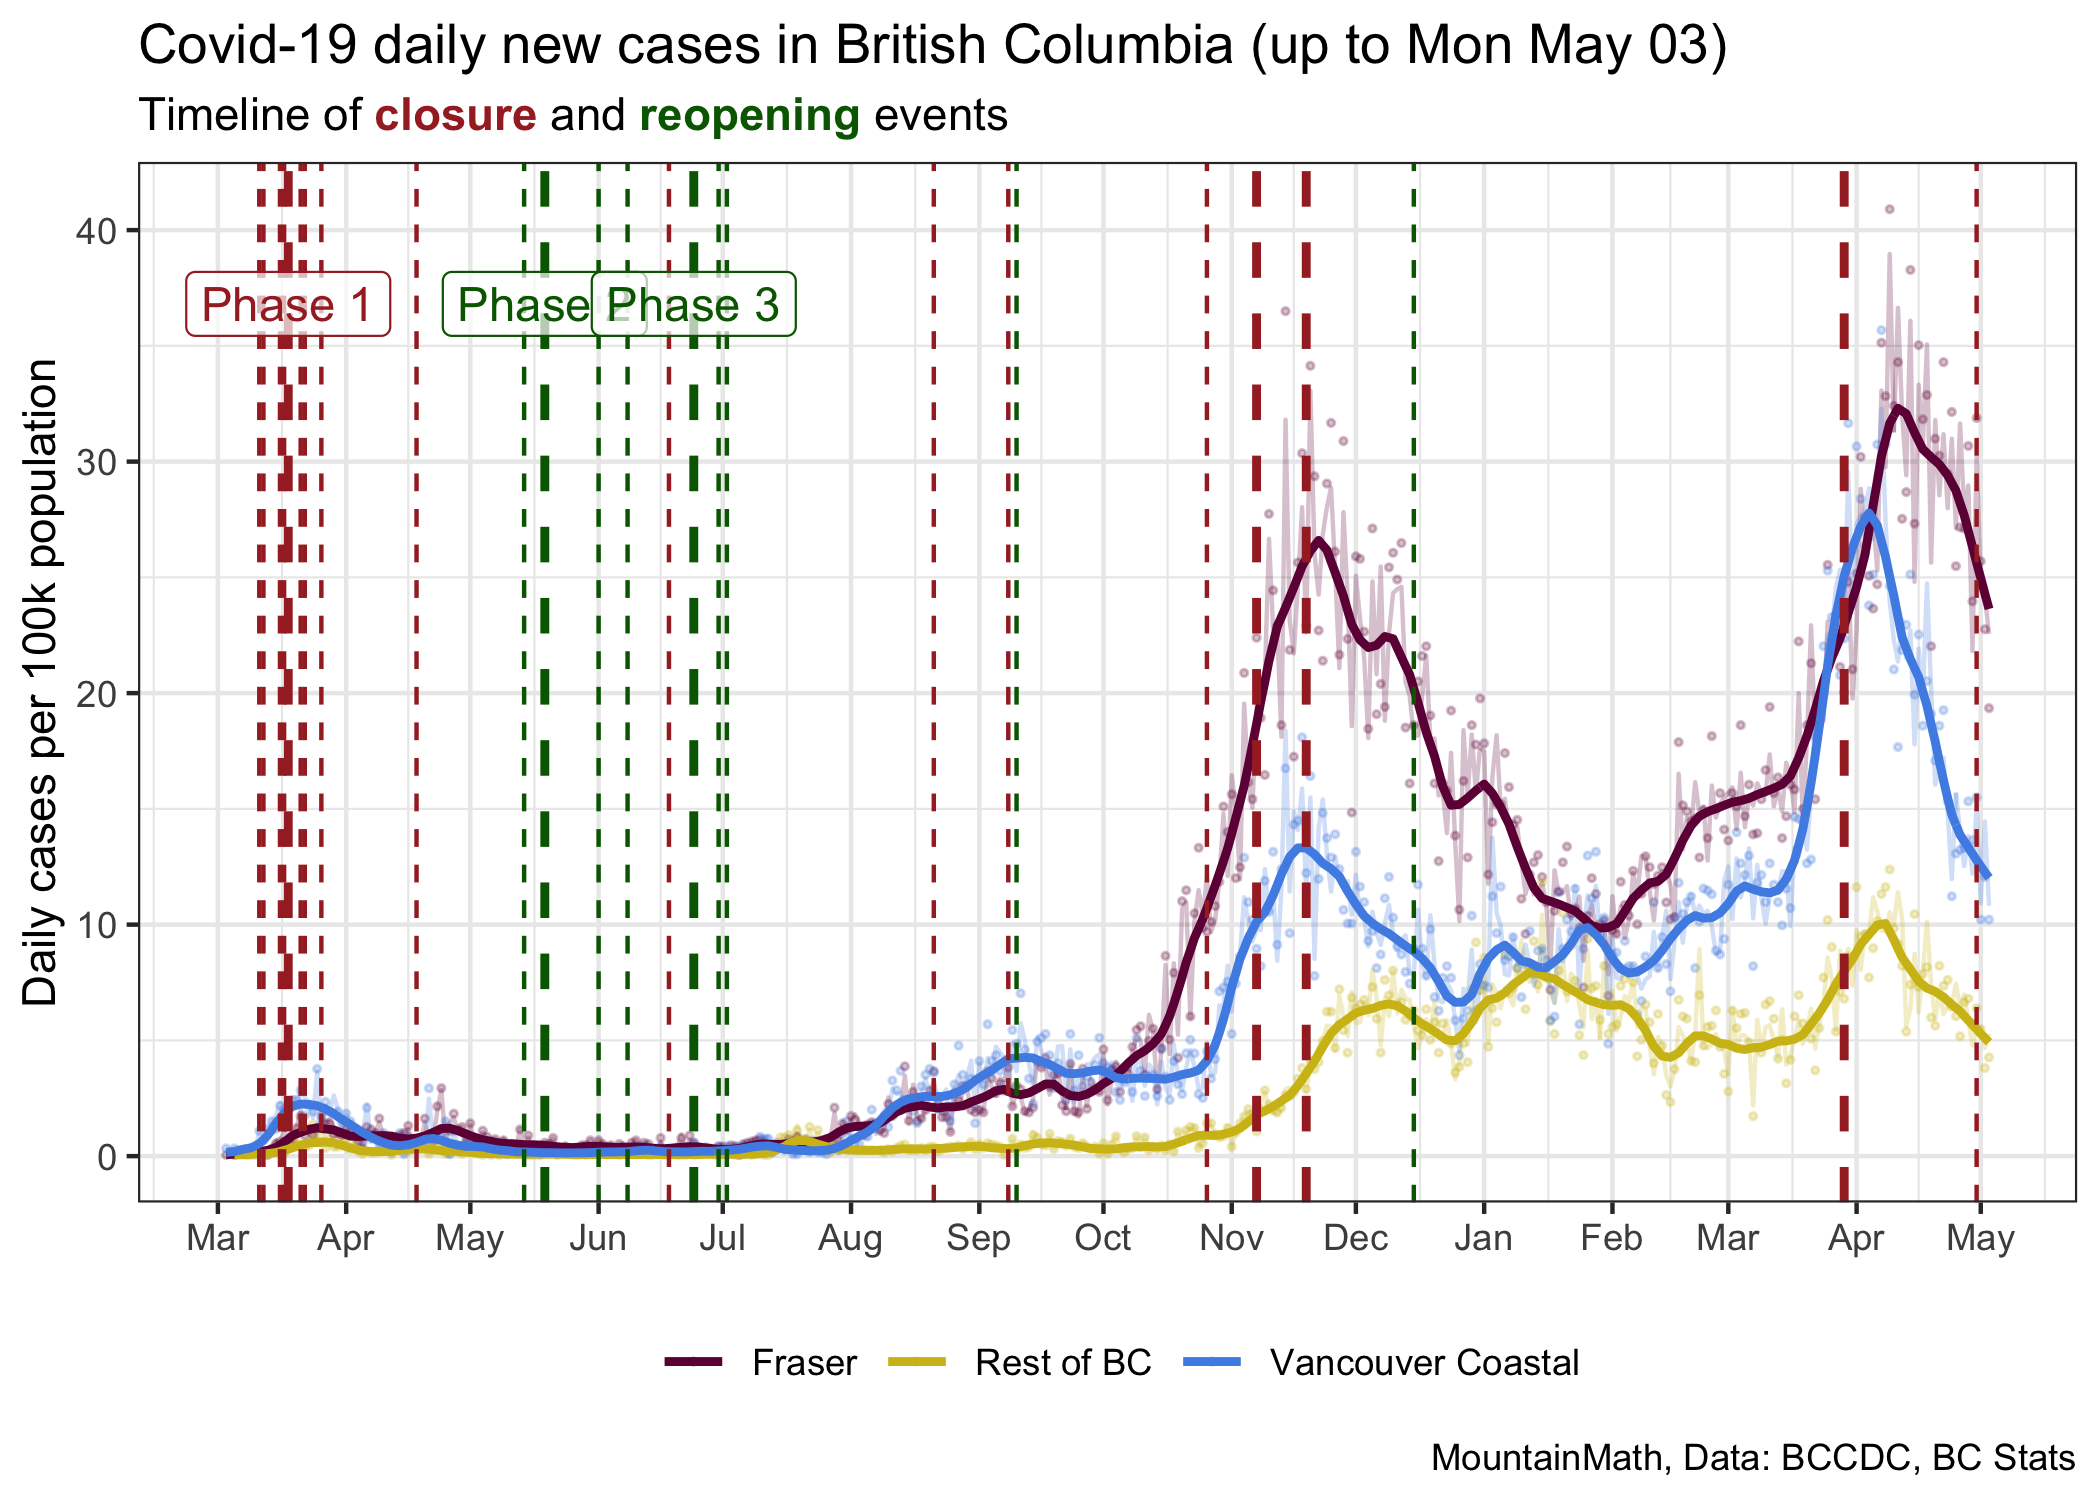 Covid-19 daily new cases in British Columbia (up to Mon May 03)
Timeline of closure and reopening events
Daily cases per 100k population
40
30
20
10
0
Phase 1
Phase 2
Phase 3
Mar Apr May Jun Jul Aug Sep Oct Nov Dec Jan Feb Mar Apr May
Fraser Rest of BC Vancouver Coastal
MountainMath, Data: BCCDC, BC Stats